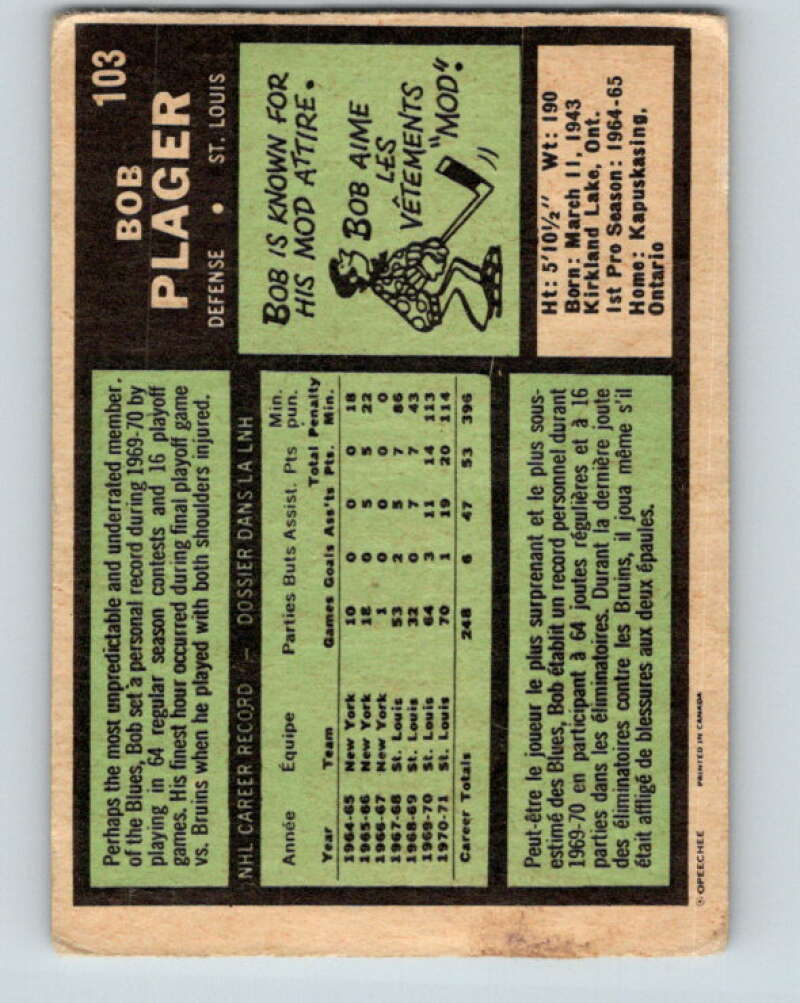 103
BOB
PLAGER
DEFENSE • ST. LOUIS
Perhaps the most unpredictable and underrated member.
of the Blues, Bob set a personal record during 1969-70 by
playing in 64 regular season contests and 16 playoff
games. His finest hour occurred during final playoff game
vs. Bruins when he played with both shoulders injured.
BOB IS KNOWN FOR
HIS MOD ATTIRE.
BOB AIME
LES
VÊTEMENTS
"MOD".
NHL CAREER RECORD — DOSSIER DANS LA LNH
Année Équipe Parties Buts Assist. Pts Min. pun.
Year Team Games Goals Ass'ts Total Pts. Penalty Min.
1964-65 New York 10 0 0 0 18
1965-66 New York 18 0 5 5 22
1966-67 New York 1 0 0 0 0
1967-68 St. Louis 53 2 5 7 86
1968-69 St. Louis 32 0 7 7 43
1969-70 St. Louis 64 3 11 14 113
1970-71 St. Louis 70 1 19 20 114
Career Totals 248 6 47 53 396
Ht: 5'10½" Wt: 190
Born: March 11, 1943
Kirkland Lake, Ont.
1st Pro Season: 1964-65
Home: Kapuskasing,
Ontario
Peut-être le joueur le plus surprenant et le plus sous-
estimé des Blues, Bob établit un record personnel durant
1969-70 en participant à 64 joutes régulières et à 16
parties dans les éliminatoires. Durant la dernière joute
des éliminatoires contre les Bruins, il joua même s'il
était affligé de blessures aux deux épaules.
OPEECHEE PRINTED IN CANADA